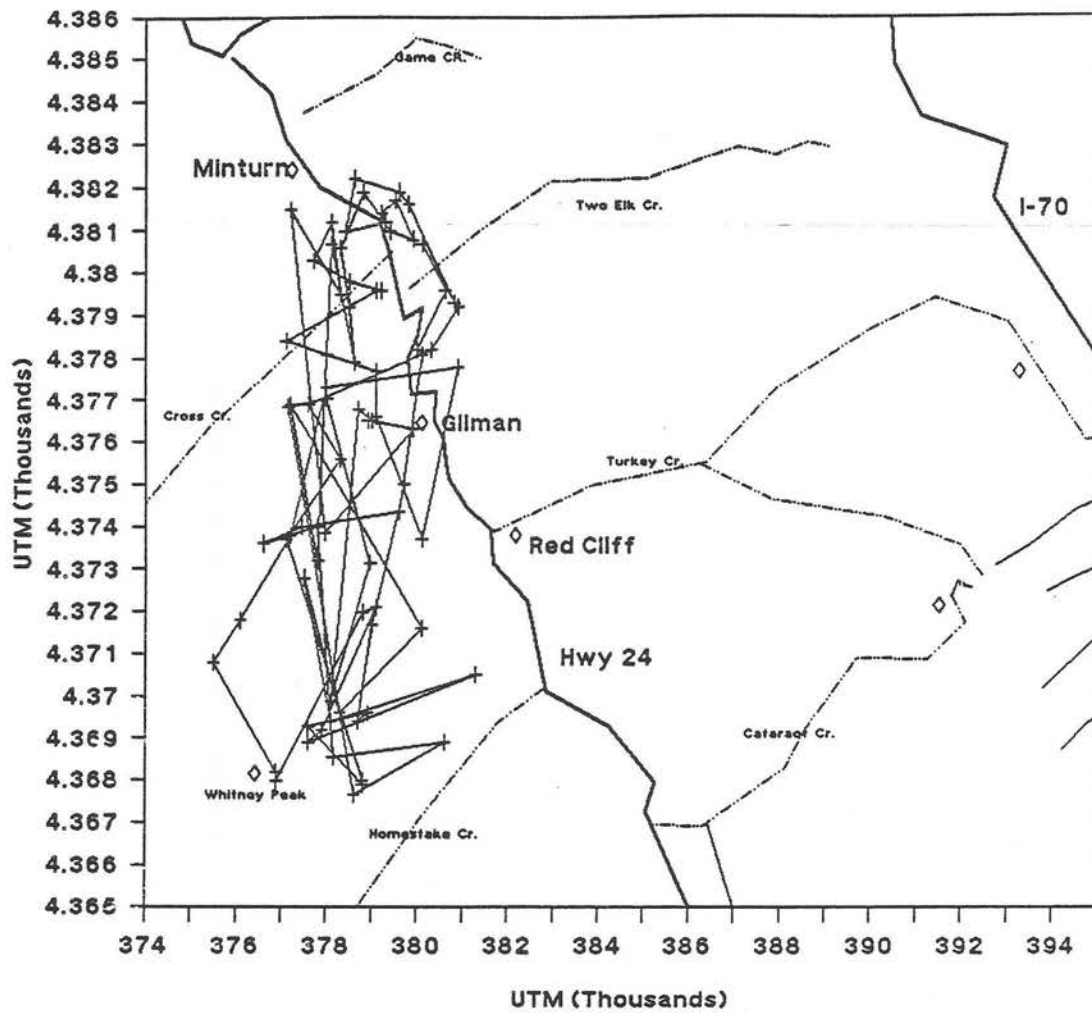 4.386
4.385
4.384
4.383
4.382
4.381
4.38
4.379
4.378
4.377
4.376
4.375
4.374
4.373
4.372
4.371
4.37
4.369
4.368
4.367
4.366
4.365
UTM (Thousands)
Game CR.
Minturn
Two Elk Cr.
I-70
Cross Cr.
Gilman
Turkey Cr.
Red Cliff
Hwy 24
Cataract Cr.
Whitney Peak
Homestake Cr.
374 376 378 380 382 384 386 388 390 392 394
UTM (Thousands)